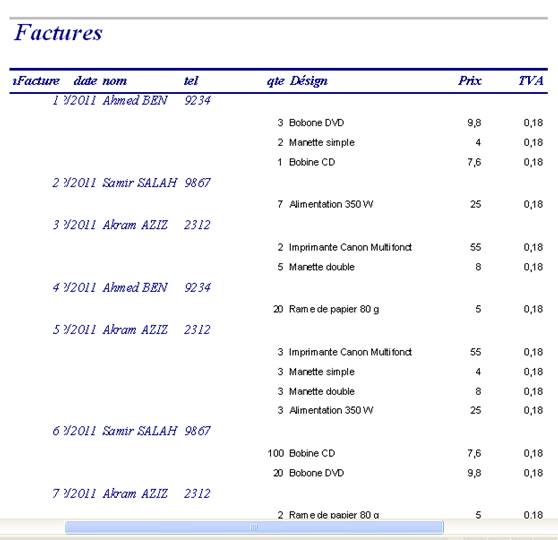 Factures
Facture date nom tel qte Désign Prix TVA
1 /2011 Ahmed BEN 9234
3 Bobone DVD 9,8 0,18
2 Manette simple 4 0,18
1 Bobine CD 7,6 0,18
2 /2011 Samir SALAH 9867
7 Alimentation 350 W 25 0,18
3 /2011 Akram AZIZ 2312
2 Imprimante Canon Multifonct 55 0,18
5 Manette double 8 0,18
4 /2011 Ahmed BEN 9234
20 Rame de papier 80 g 5 0,18
5 /2011 Akram AZIZ 2312
3 Imprimante Canon Multifonct 55 0,18
3 Manette simple 4 0,18
3 Manette double 8 0,18
3 Alimentation 350 W 25 0,18
6 /2011 Samir SALAH 9867
100 Bobine CD 7,6 0,18
20 Bobone DVD 9,8 0,18
7 /2011 Akram AZIZ 2312
2 Rame de papier 80 g 5 0,18